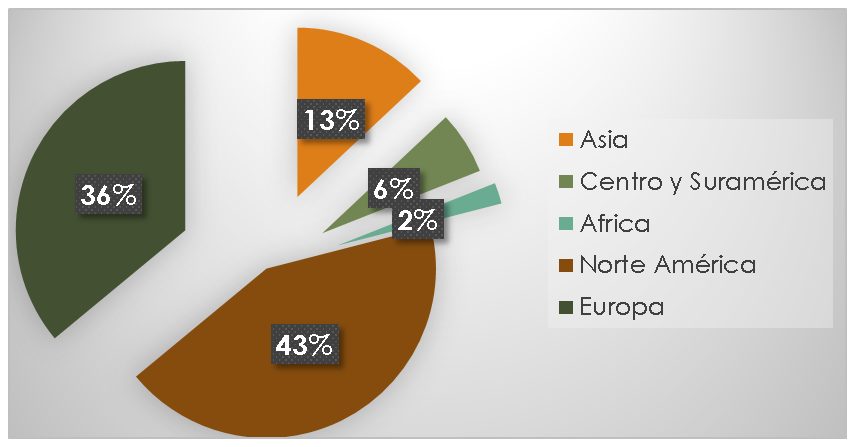 13%
6%
2%
36%
43%
Asia
Centro y Suramérica
Africa
Norte América
Europa